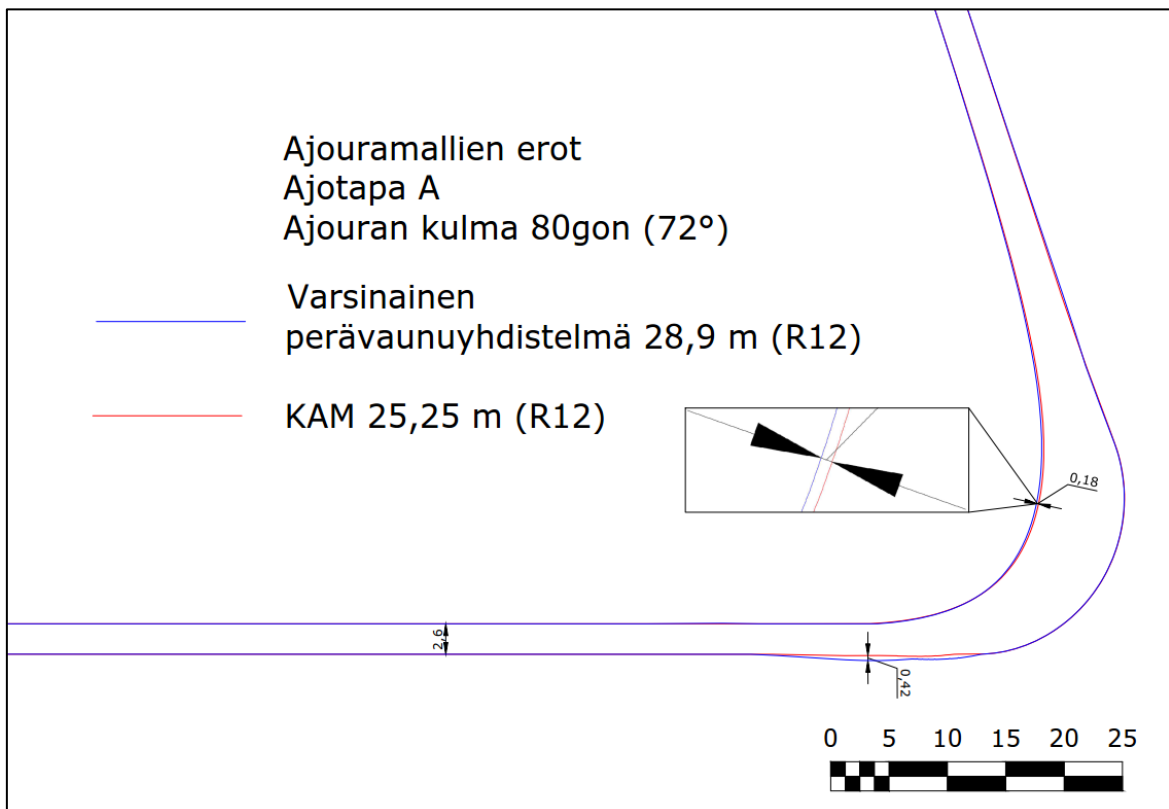 Ajouramallien erot
Ajotapa A
Ajouran kulma 80gon (72°)
Varsinainen
perävaunuyhdistelmä 28,9 m (R12)
KAM 25,25 m (R12)
0,18
2,6
0,42
0 5 10 15 20 25